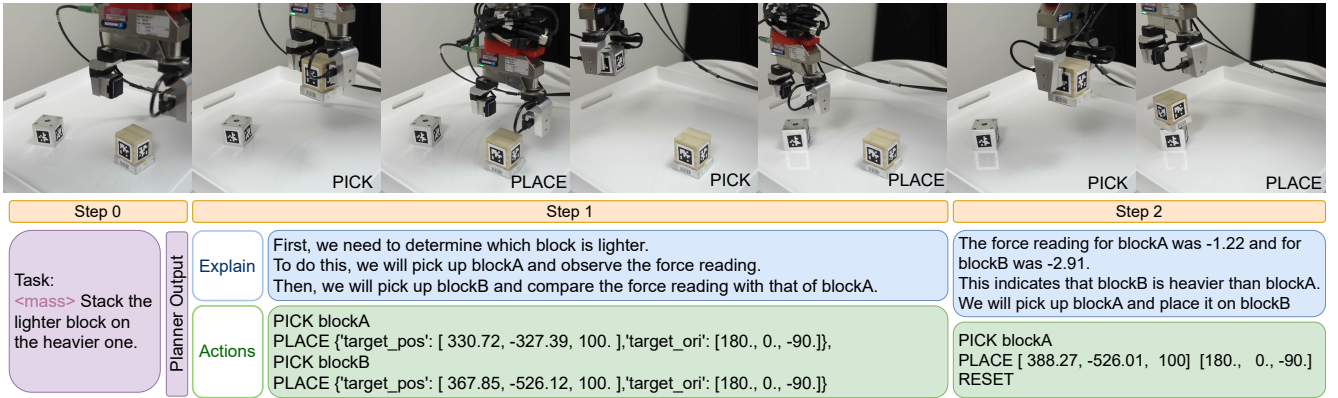 PICK
PLACE
PICK
PLACE
PICK
PLACE
Step 0
Step 1
Step 2
Task:
<mass> Stack the
lighter block on
the heavier one.
Planner Output
Explain
First, we need to determine which block is lighter.
To do this, we will pick up blockA and observe the force reading.
Then, we will pick up blockB and compare the force reading with that of blockA.
Actions
PICK blockA
PLACE {'target_pos': [ 330.72, -327.39, 100. ],'target_ori': [180., 0., -90.]},
PICK blockB
PLACE {'target_pos': [ 367.85, -526.12, 100. ],'target_ori': [180., 0., -90.]}
The force reading for blockA was -1.22 and for
blockB was -2.91.
This indicates that blockB is heavier than blockA.
We will pick up blockA and place it on blockB
PICK blockA
PLACE [ 388.27, -526.01, 100] [180., 0., -90.]
RESET